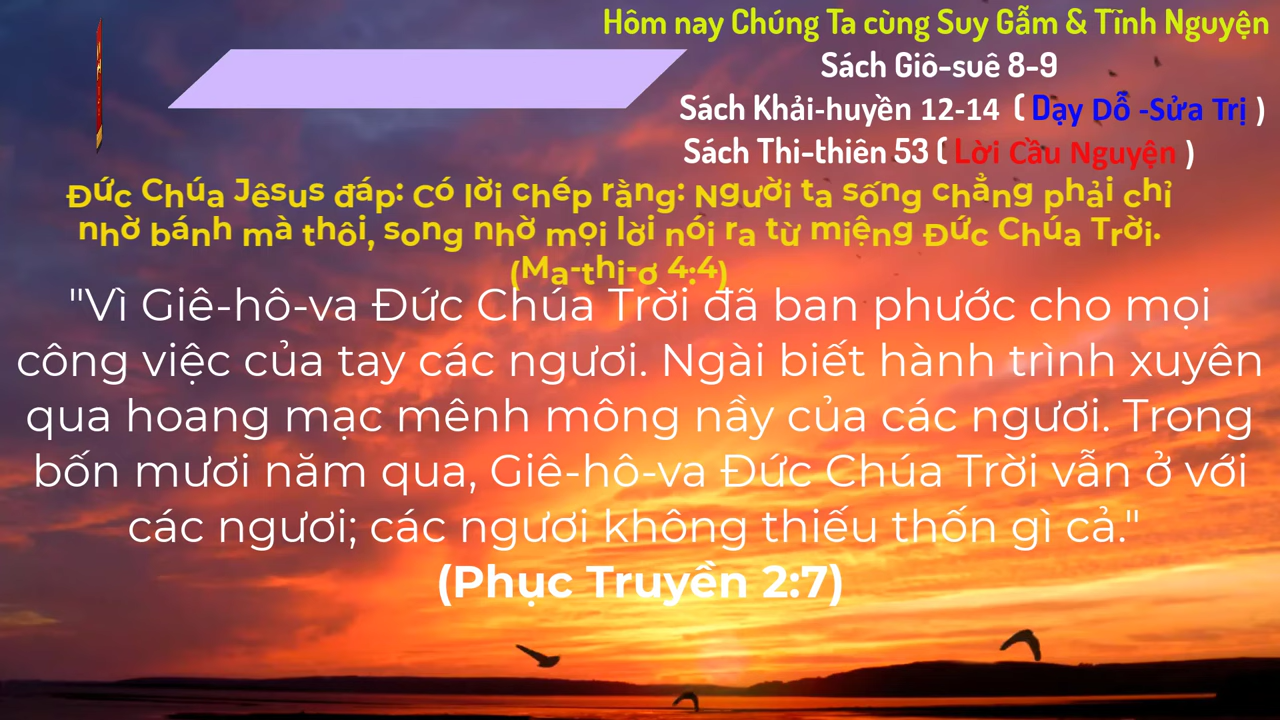 Hôm nay Chúng Ta cùng Suy Gẫm & Tĩnh Nguyện
Sách Giô-suê 8-9
Sách Khải-huyền 12-14 ( Dạy Dỗ -Sửa Trị )
Sách Thi-thiên 53 ( Lời Cầu Nguyện )
Đức Chúa Jêsus đáp: Có lời chép rằng: Người ta sống chẳng phải chỉ
nhờ bánh mà thôi, song nhờ mọi lời nói ra từ miệng Đức Chúa Trời.
(Ma-thi-ơ 4:4)
"Vì Giê-hô-va Đức Chúa Trời đã ban phước cho mọi
công việc của tay các ngươi. Ngài biết hành trình xuyên
qua hoang mạc mênh mông nầy của các ngươi. Trong
bốn mươi năm qua, Giê-hô-va Đức Chúa Trời vẫn ở với
các ngươi; các ngươi không thiếu thốn gì cả."
(Phục Truyền 2:7)